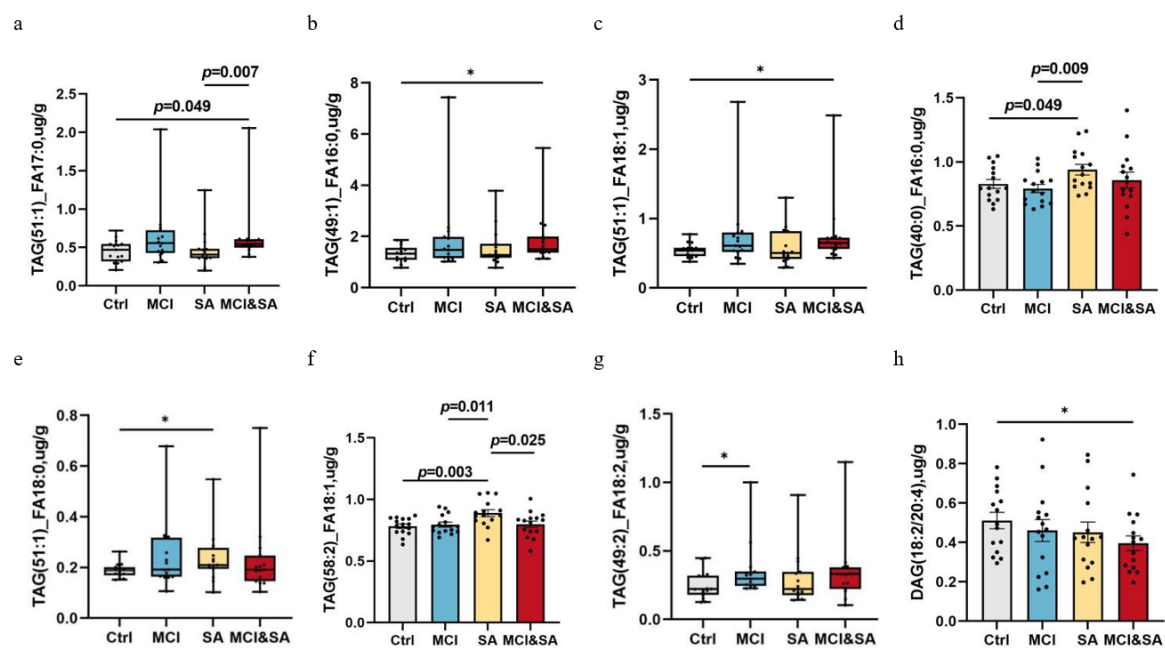 a
b
c
d
p=0.007
p=0.049
TAG(51:1)_FA17:0,ug/g
2.5
2.0
1.5
1.0
0.5
0.0
Ctrl MCI SA MCI&SA
*
TAG(49:1)_FA16:0,ug/g
8
6
4
2
0
Ctrl MCI SA MCI&SA
*
TAG(51:1)_FA18:1,ug/g
3
2
1
0
Ctrl MCI SA MCI&SA
p=0.009
p=0.049
TAG(40:0)_FA16:0,ug/g
1.5
1.0
0.5
0.0
Ctrl MCI SA MCI&SA
e
f
g
h
*
TAG(51:1)_FA18:0,ug/g
0.8
0.6
0.4
0.2
0.0
Ctrl MCI SA MCI&SA
p=0.011
p=0.025
p=0.003
TAG(58:2)_FA18:1,ug/g
1.5
1.0
0.5
0.0
Ctrl MCI SA MCI&SA
*
TAG(49:2)_FA18:2,ug/g
1.5
1.0
0.5
0.0
Ctrl MCI SA MCI&SA
*
DAG(18:2/20:4),ug/g
1.0
0.8
0.6
0.4
0.2
0.0
Ctrl MCI SA MCI&SA